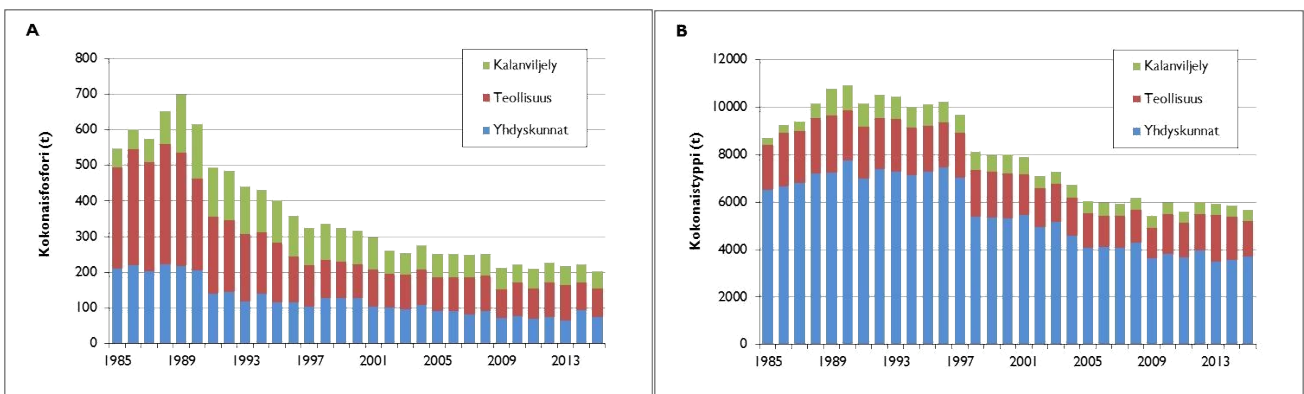 A
Kokonaisfosfori (t)
800
700
600
500
400
300
200
100
0
Kalanviljely
Teollisuus
Yhdyskunnat
1985 1989 1993 1997 2001 2005 2009 2013
B
Kokonaistyppi (t)
12000
10000
8000
6000
4000
2000
0
Kalanviljely
Teollisuus
Yhdyskunnat
1985 1989 1993 1997 2001 2005 2009 2013